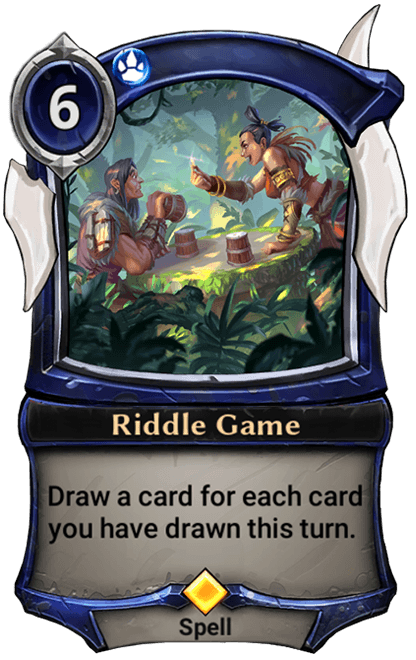 6
Riddle Game
Draw a card for each card
you have drawn this turn.
Spell